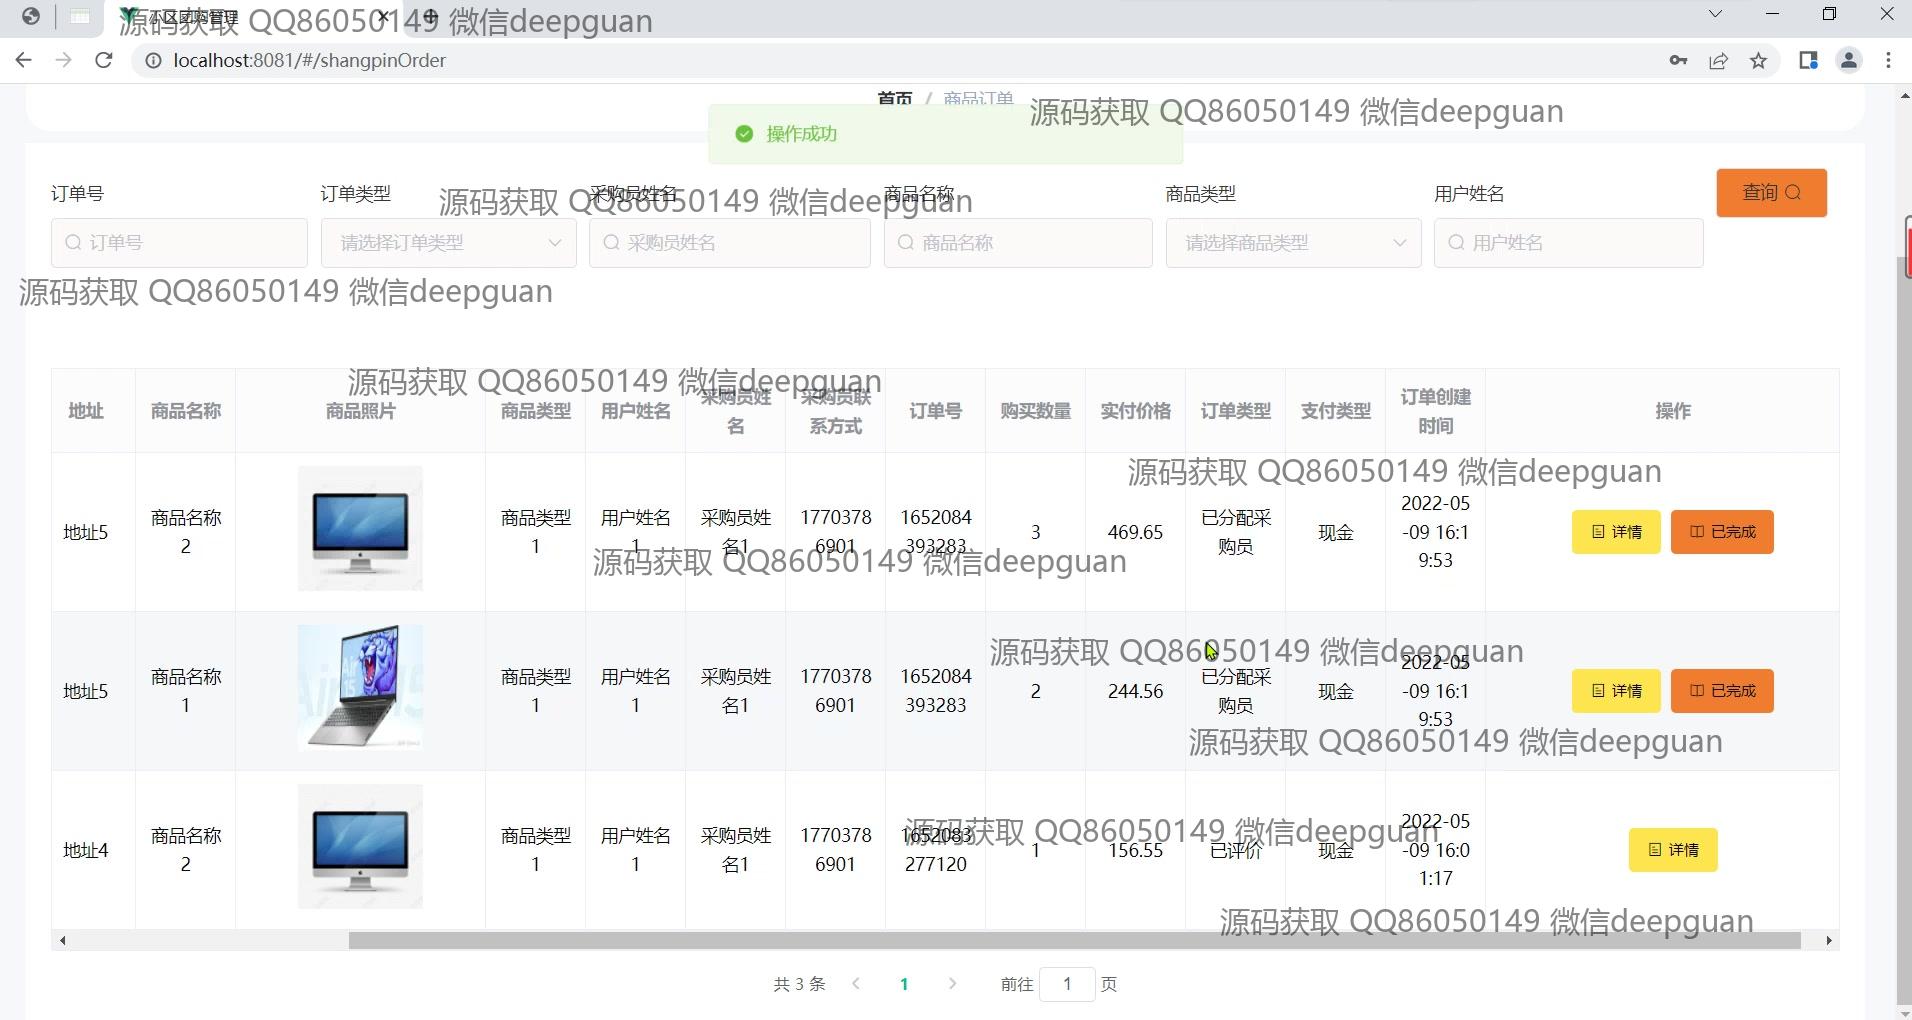 小区团购管理
源码获取 QQ86050149 微信deepguan
localhost:8081/#/shangpinOrder
首页 / 商品订单
源码获取 QQ86050149 微信deepguan
操作成功
订单号 订单类型 采购员姓名 商品名称 商品类型 用户姓名 查询
源码获取 QQ86050149 微信deepguan
订单号 请选择订单类型 采购员姓名 商品名称 请选择商品类型 用户姓名
源码获取 QQ86050149 微信deepguan
源码获取 QQ86050149 微信deepguan
地址 商品名称 商品照片 商品类型 用户姓名 采购员姓名 采购员联系方式 订单号 购买数量 实付价格 订单类型 支付类型 订单创建时间 操作
源码获取 QQ86050149 微信deepguan
地址5 商品名称2 商品类型1 用户姓名1 采购员姓名1 17703786901 1652084393283 3 469.65 已分配采购员 现金 2022-05-09 16:19:53 详情 已完成
源码获取 QQ86050149 微信deepguan
源码获取 QQ86050149 微信deepguan
地址5 商品名称1 商品类型1 用户姓名1 采购员姓名1 17703786901 1652084393283 2 244.56 已分配采购员 现金 2022-05-09 16:19:53 详情 已完成
源码获取 QQ86050149 微信deepguan
源码获取 QQ86050149 微信deepguan
地址4 商品名称2 商品类型1 用户姓名1 采购员姓名1 17703786901 1652083277120 1 156.55 已评价 现金 2022-05-09 16:01:17 详情
源码获取 QQ86050149 微信deepguan
共 3 条 1 前往 1 页